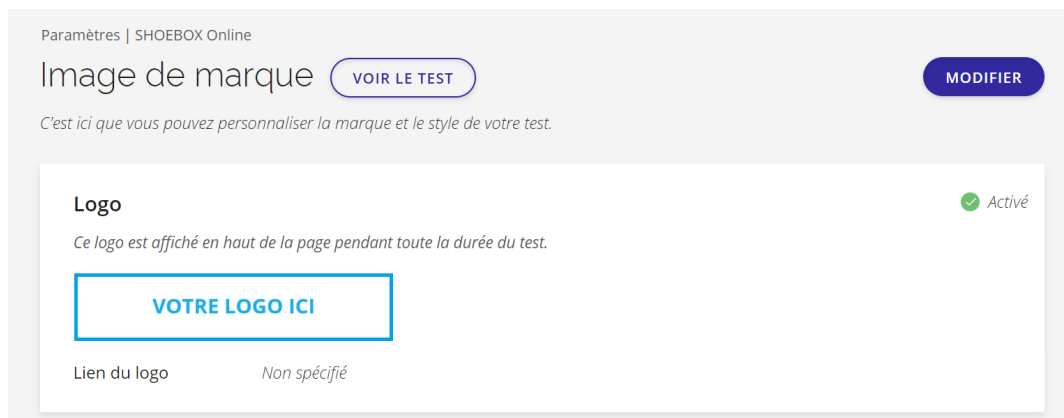 Paramètres | SHOEBOX Online
Image de marque VOIR LE TEST MODIFIER
C'est ici que vous pouvez personnaliser la marque et le style de votre test.
Logo Activé
Ce logo est affiché en haut de la page pendant toute la durée du test.
VOTRE LOGO ICI
Lien du logo Non spécifié